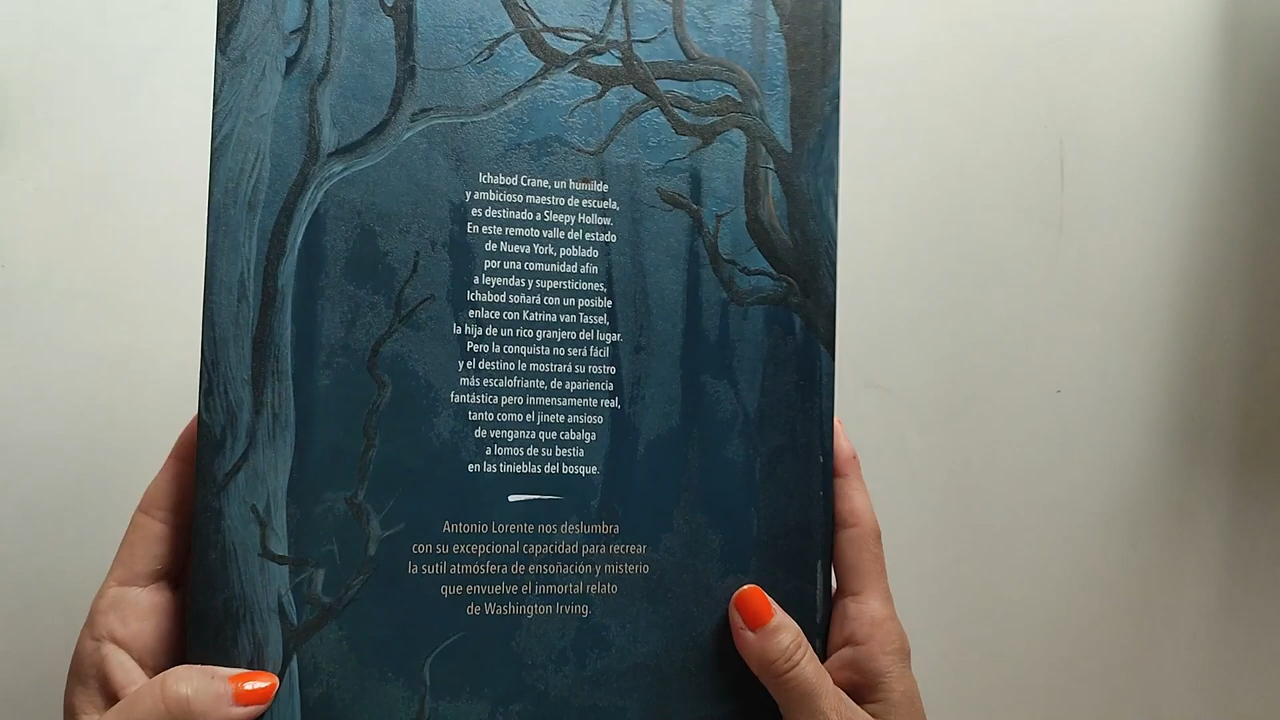 Ichabod Crane, un humilde
y ambicioso maestro de escuela,
es destinado a Sleepy Hollow.
En este remoto valle del estado
de Nueva York, poblado
por una comunidad afín
a leyendas y supersticiones,
Ichabod soñará con un posible
enlace con Katrina van Tassel,
la hija de un rico granjero del lugar.
Pero la conquista no será fácil
y el destino le mostrará su rostro
más escalofriante, de apariencia
fantástica pero inmensamente real,
tanto como el jinete ansioso
de venganza que cabalga
a lomos de su bestia
en las tinieblas del bosque.
Antonio Lorente nos deslumbra
con su excepcional capacidad para recrear
la sutil atmósfera de ensoñación y misterio
que envuelve el inmortal relato
de Washington Irving.